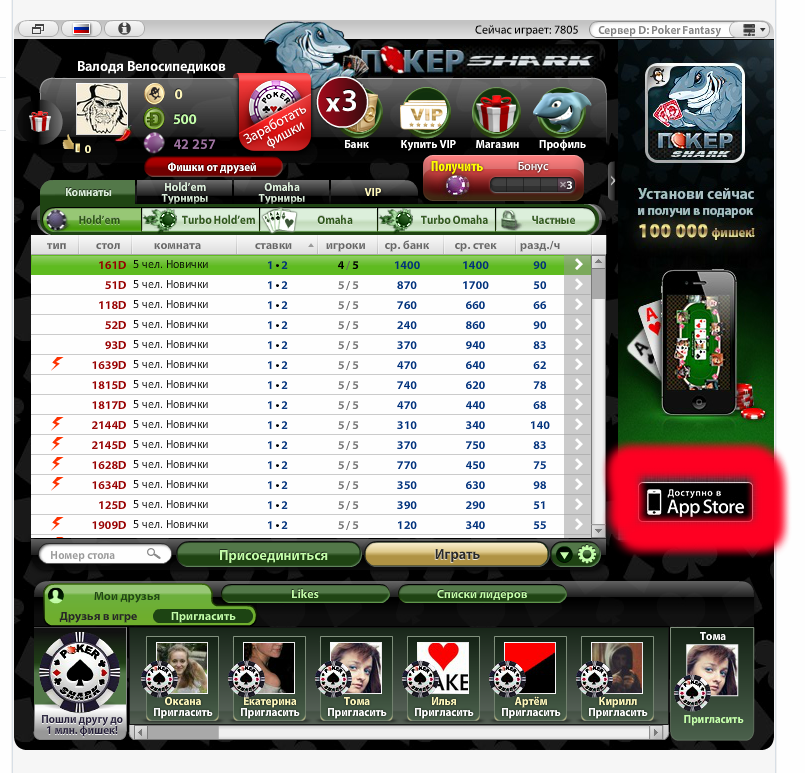 Сейчас играет: 7805
Сервер D: Poker Fantasy
Валодя Велосипедиков
ПОКЕР SHARK
0
500
42 257
0
Заработать фишки
x3
Банк
VIP
Купить VIP
Магазин
Профиль
Фишки от друзей
Получить
Бонус
x3
Комнаты
Hold'em Турниры
Omaha Турниры
VIP
Hold'em
Turbo Hold'em
Omaha
Turbo Omaha
Частные
тип стол комната ставки игроки ср. банк ср. стек разд./ч
161D 5 чел. Новички 1•2 4/5 1400 1400 90
51D 5 чел. Новички 1•2 5/5 870 1700 50
118D 5 чел. Новички 1•2 5/5 760 660 66
52D 5 чел. Новички 1•2 5/5 240 860 90
93D 5 чел. Новички 1•2 5/5 370 940 83
1639D 5 чел. Новички 1•2 5/5 470 640 62
1815D 5 чел. Новички 1•2 5/5 740 620 78
1817D 5 чел. Новички 1•2 5/5 470 440 68
2144D 5 чел. Новички 1•2 5/5 310 340 140
2145D 5 чел. Новички 1•2 5/5 370 750 83
1628D 5 чел. Новички 1•2 5/5 770 450 75
1634D 5 чел. Новички 1•2 5/5 350 630 98
125D 5 чел. Новички 1•2 5/5 390 290 51
1909D 5 чел. Новички 1•2 5/5 120 340 55
Номер стола
Присоединиться
Играть
ПОКЕР
SHARK
Установи сейчас
и получи в подарок
100 000 фишек!
Доступно в
App Store
Мои друзья
Likes
Списки лидеров
Друзья в игре
Пригласить
POKER
SHARK
Пошли другу до
1 млн. фишек!
Оксана
Пригласить
Екатерина
Пригласить
Тома
Пригласить
AKE
Илья
Пригласить
Артём
Пригласить
Кирилл
Пригласить
Тома
Пригласить